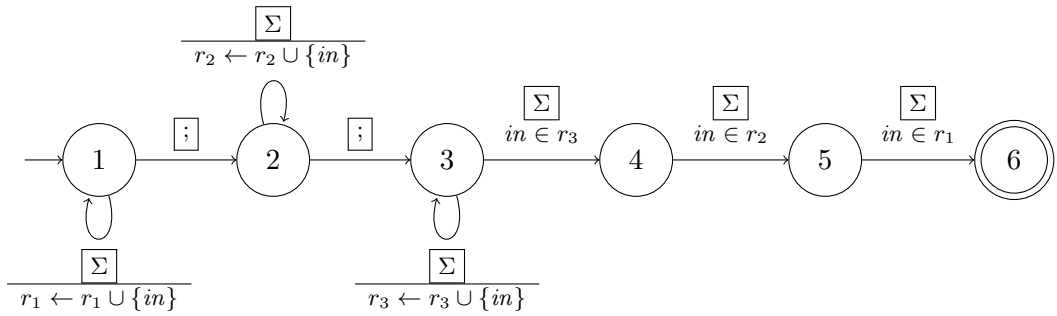 Σ
r₂ ← r₂ ∪ {in}
Σ
in ∈ r₃
Σ
in ∈ r₂
Σ
in ∈ r₁
;
;
1
2
3
4
5
6
Σ
r₁ ← r₁ ∪ {in}
Σ
r₃ ← r₃ ∪ {in}